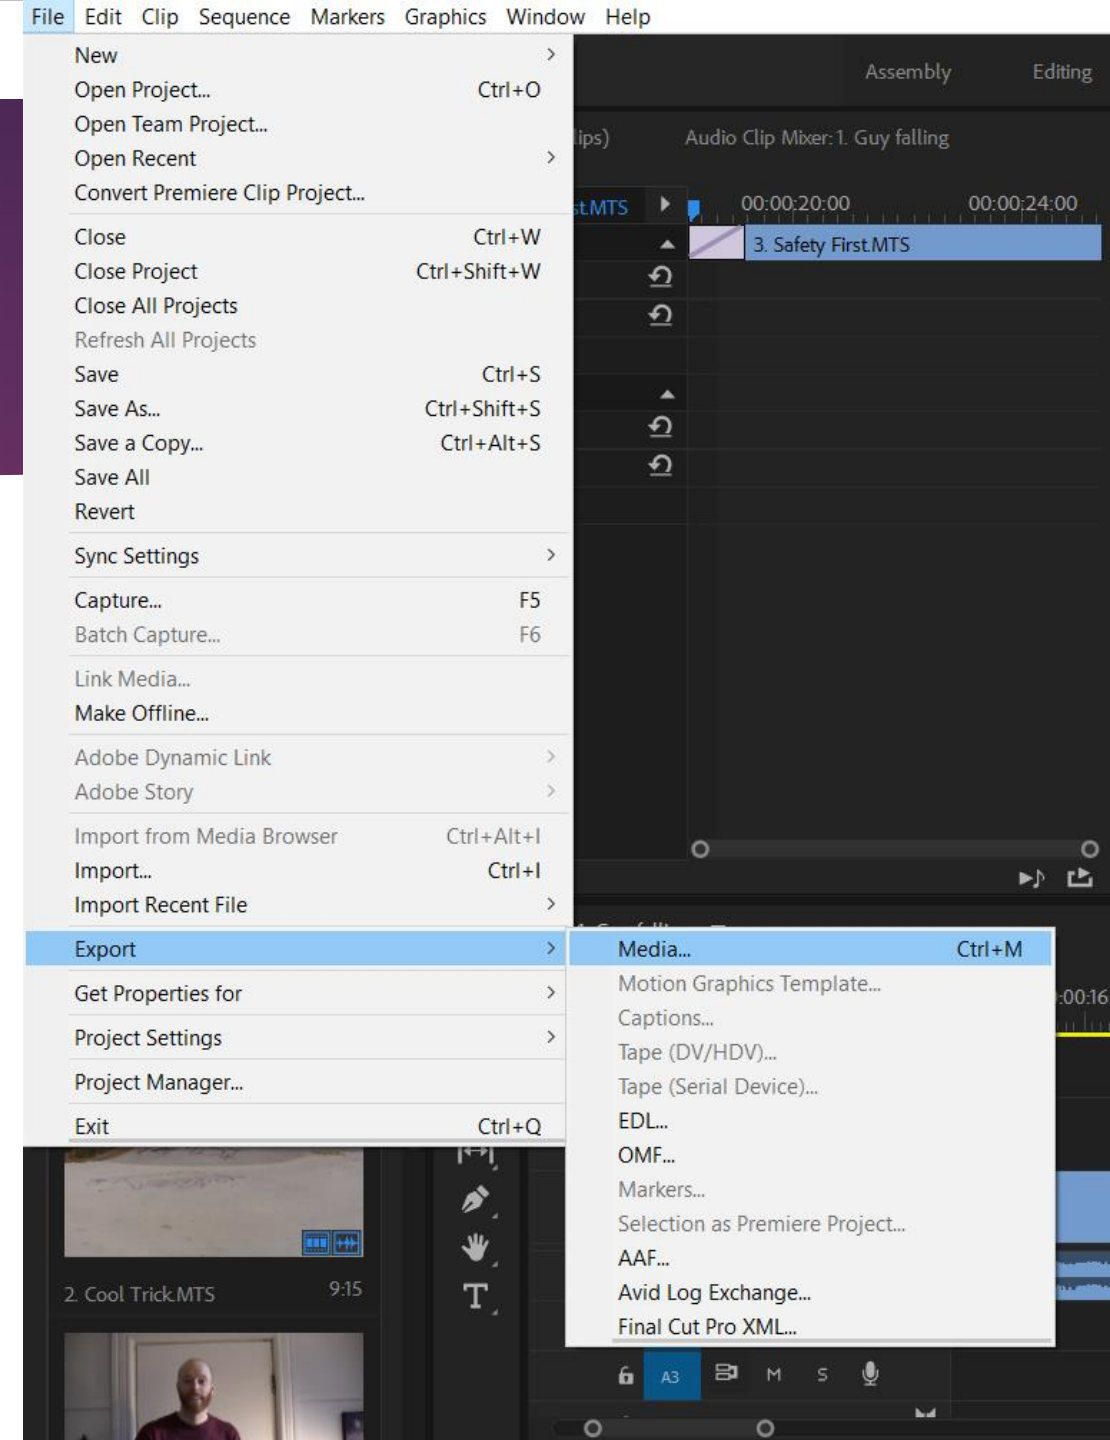 File Edit Clip Sequence Markers Graphics Window Help
New
Open Project... Ctrl+O
Open Team Project...
Open Recent
Convert Premiere Clip Project...
Close Ctrl+W
Close Project Ctrl+Shift+W
Close All Projects
Refresh All Projects
Save Ctrl+S
Save As... Ctrl+Shift+S
Save a Copy... Ctrl+Alt+S
Save All
Revert
Sync Settings
Capture... F5
Batch Capture... F6
Link Media...
Make Offline...
Adobe Dynamic Link
Adobe Story
Import from Media Browser Ctrl+Alt+I
Import... Ctrl+I
Import Recent File
Export
Get Properties for
Project Settings
Project Manager...
Exit Ctrl+Q
Media... Ctrl+M
Motion Graphics Template...
Captions...
Tape (DV/HDV)...
Tape (Serial Device)...
EDL...
OMF...
Markers...
Selection as Premiere Project...
AAF...
Avid Log Exchange...
Final Cut Pro XML...
Assembly Editing
lips) Audio Clip Mixer: 1. Guy falling
st.MTS 00:00;20:00 00:00;24:00
3. Safety First.MTS
:00:16
2. Cool Trick.MTS 9:15
T
A3 M S